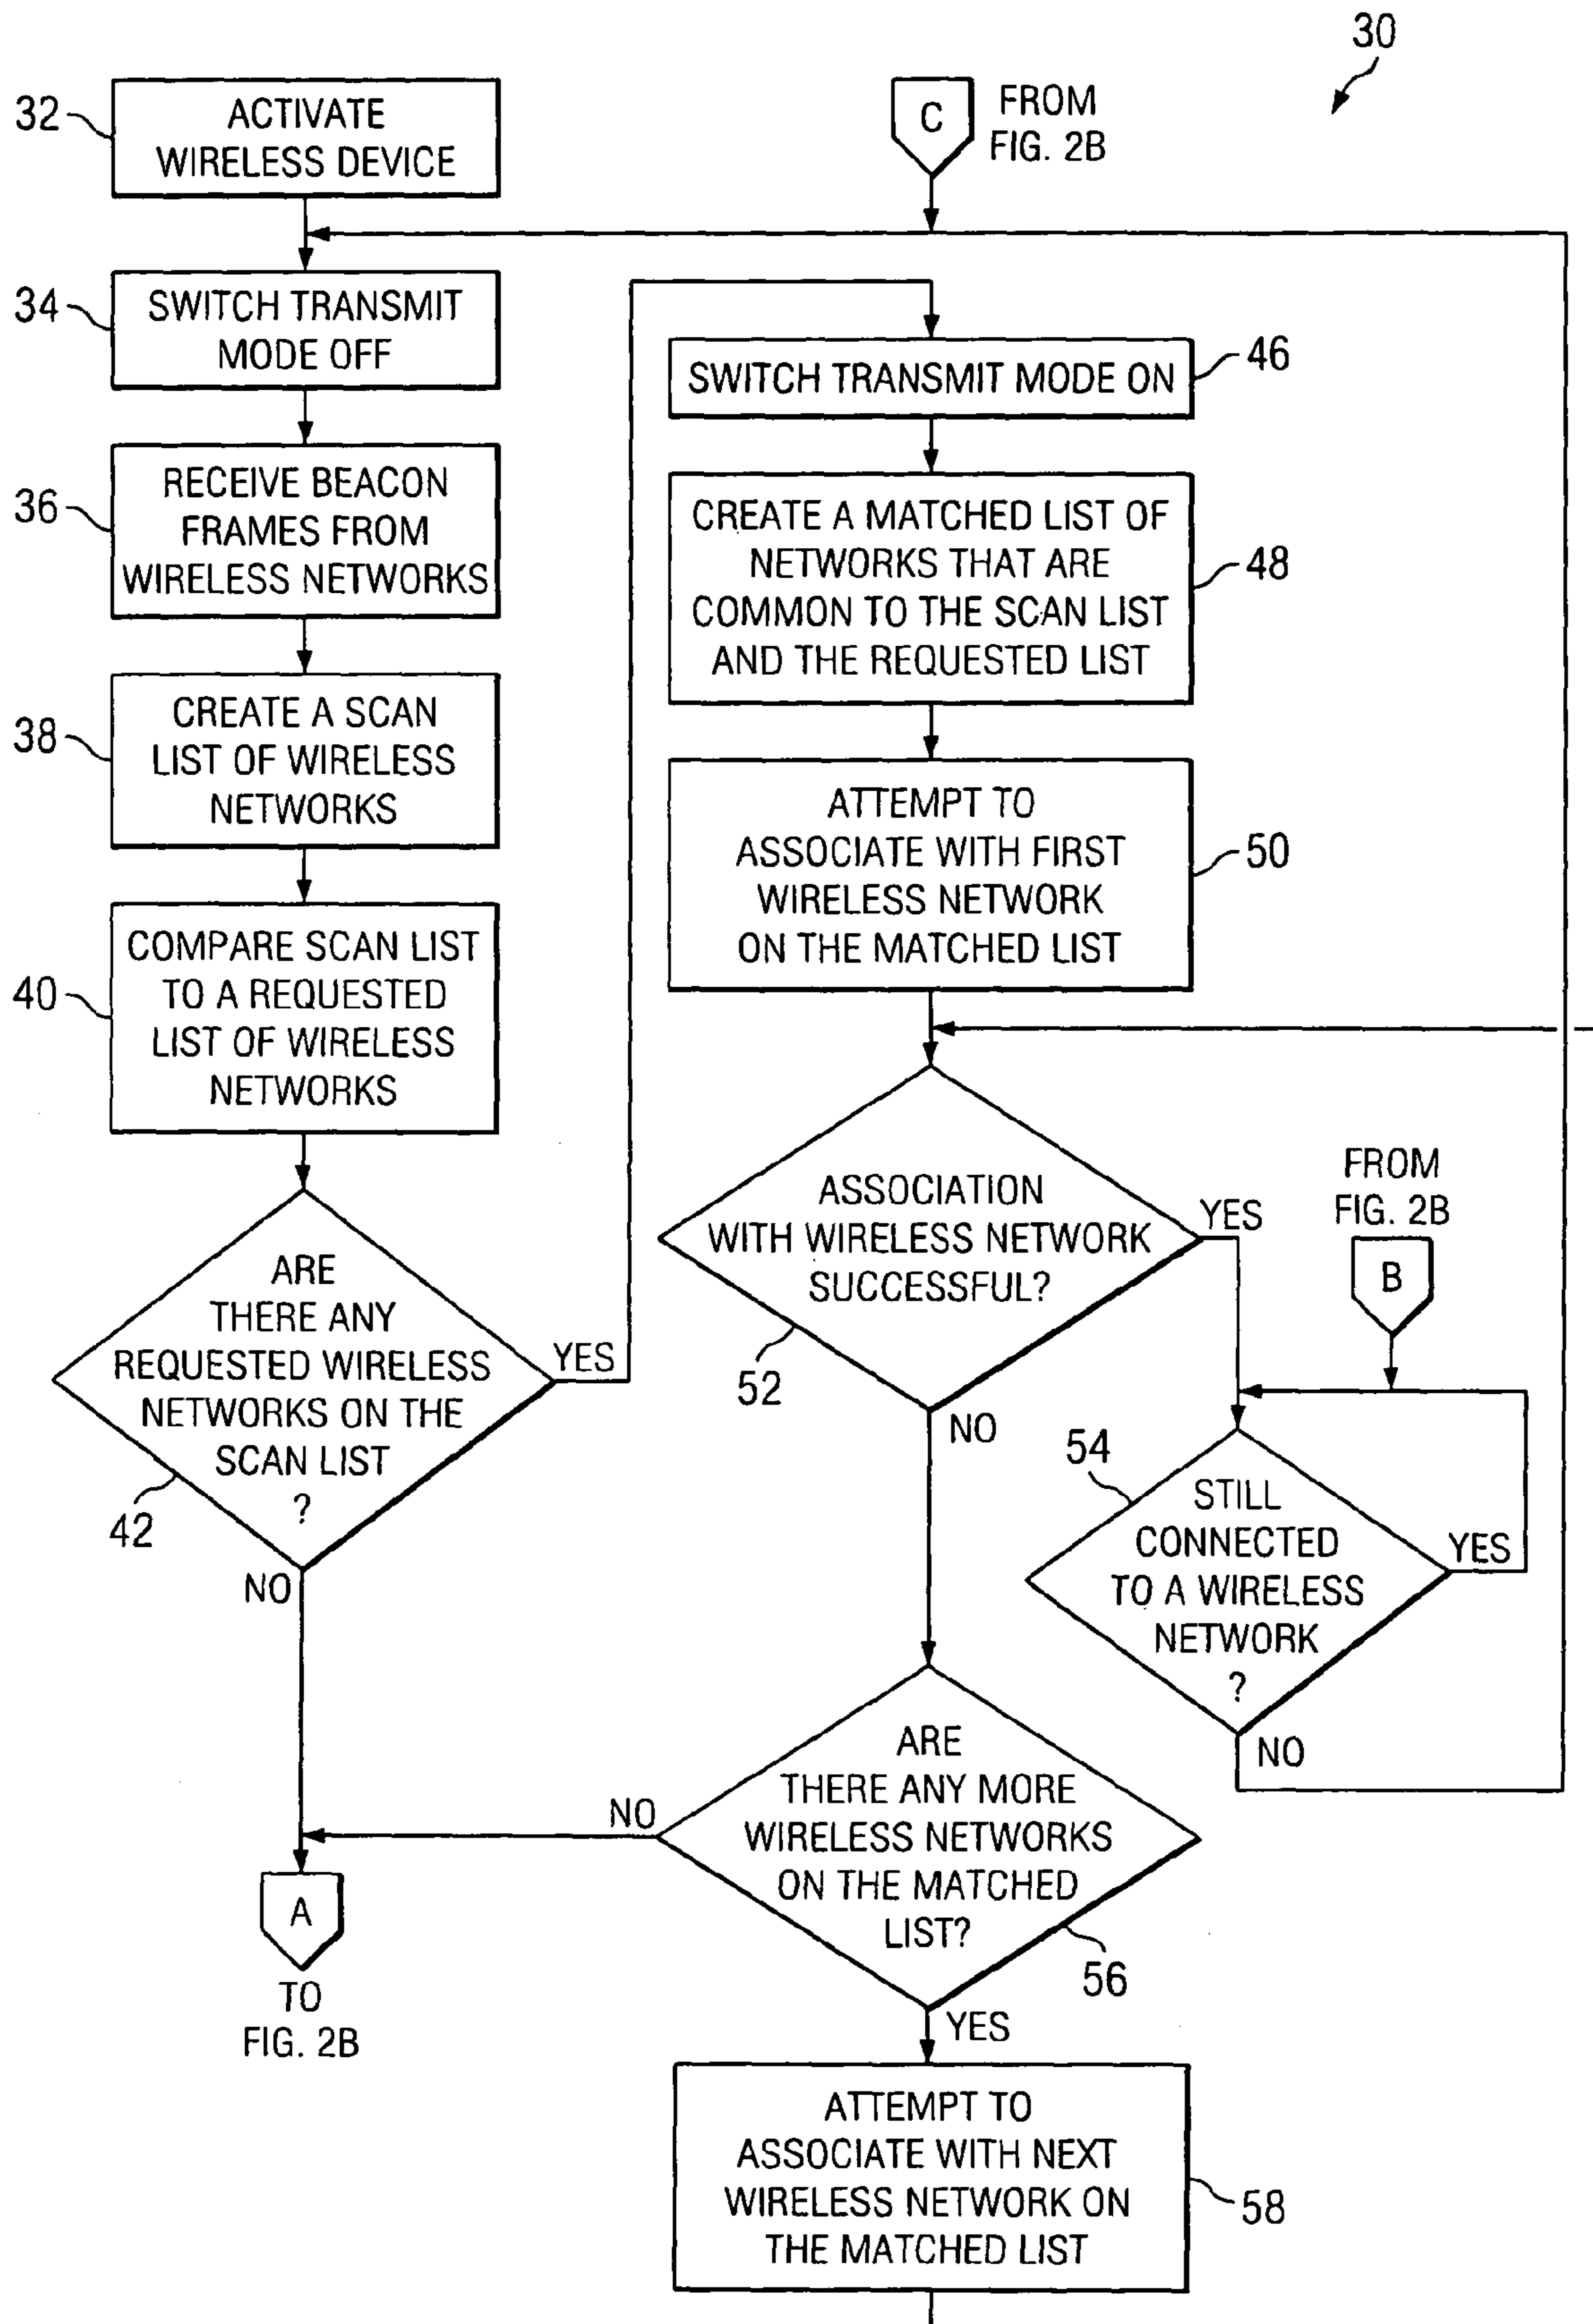 30
32
ACTIVATE
WIRELESS DEVICE
C
FROM
FIG. 2B
34
SWITCH TRANSMIT
MODE OFF
36
RECEIVE BEACON
FRAMES FROM
WIRELESS NETWORKS
38
CREATE A SCAN
LIST OF WIRELESS
NETWORKS
40
COMPARE SCAN LIST
TO A REQUESTED
LIST OF WIRELESS
NETWORKS
ARE
THERE ANY
REQUESTED WIRELESS
NETWORKS ON THE
SCAN LIST
?
42
YES
NO
A
TO
FIG. 2B
SWITCH TRANSMIT MODE ON
46
CREATE A MATCHED LIST OF
NETWORKS THAT ARE
COMMON TO THE SCAN LIST
AND THE REQUESTED LIST
48
ATTEMPT TO
ASSOCIATE WITH FIRST
WIRELESS NETWORK
ON THE MATCHED LIST
50
ASSOCIATION
WITH WIRELESS NETWORK
SUCCESSFUL?
52
YES
NO
FROM
FIG. 2B
B
54
STILL
CONNECTED
TO A WIRELESS
NETWORK
?
YES
NO
ARE
THERE ANY MORE
WIRELESS NETWORKS
ON THE MATCHED
LIST?
56
NO
YES
ATTEMPT TO
ASSOCIATE WITH NEXT
WIRELESS NETWORK ON
THE MATCHED LIST
58